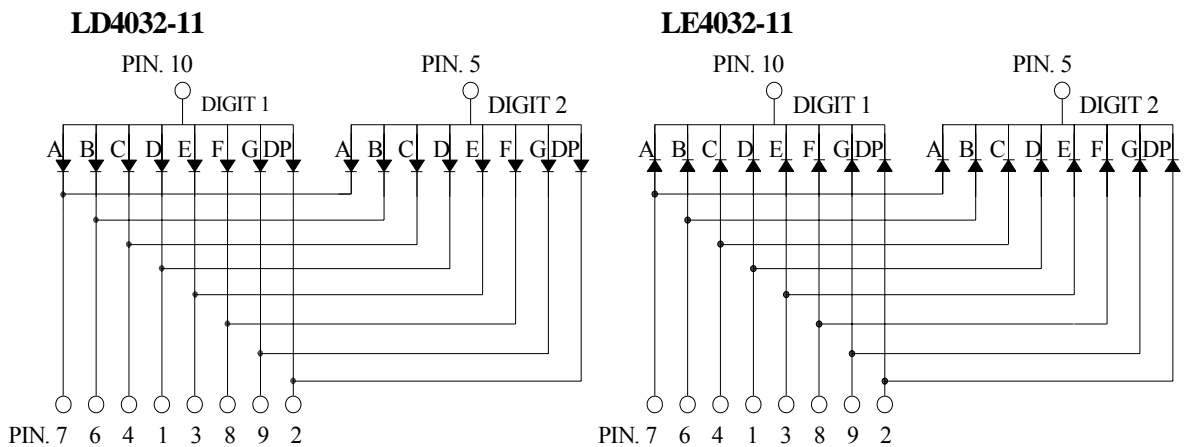 LD4032-11
PIN. 10
PIN. 5
DIGIT 1
DIGIT 2
A B C D E F G DP
A B C D E F G DP
PIN. 7 6 4 1 3 8 9 2
LE4032-11
PIN. 10
PIN. 5
DIGIT 1
DIGIT 2
A B C D E F G DP
A B C D E F G DP
PIN. 7 6 4 1 3 8 9 2